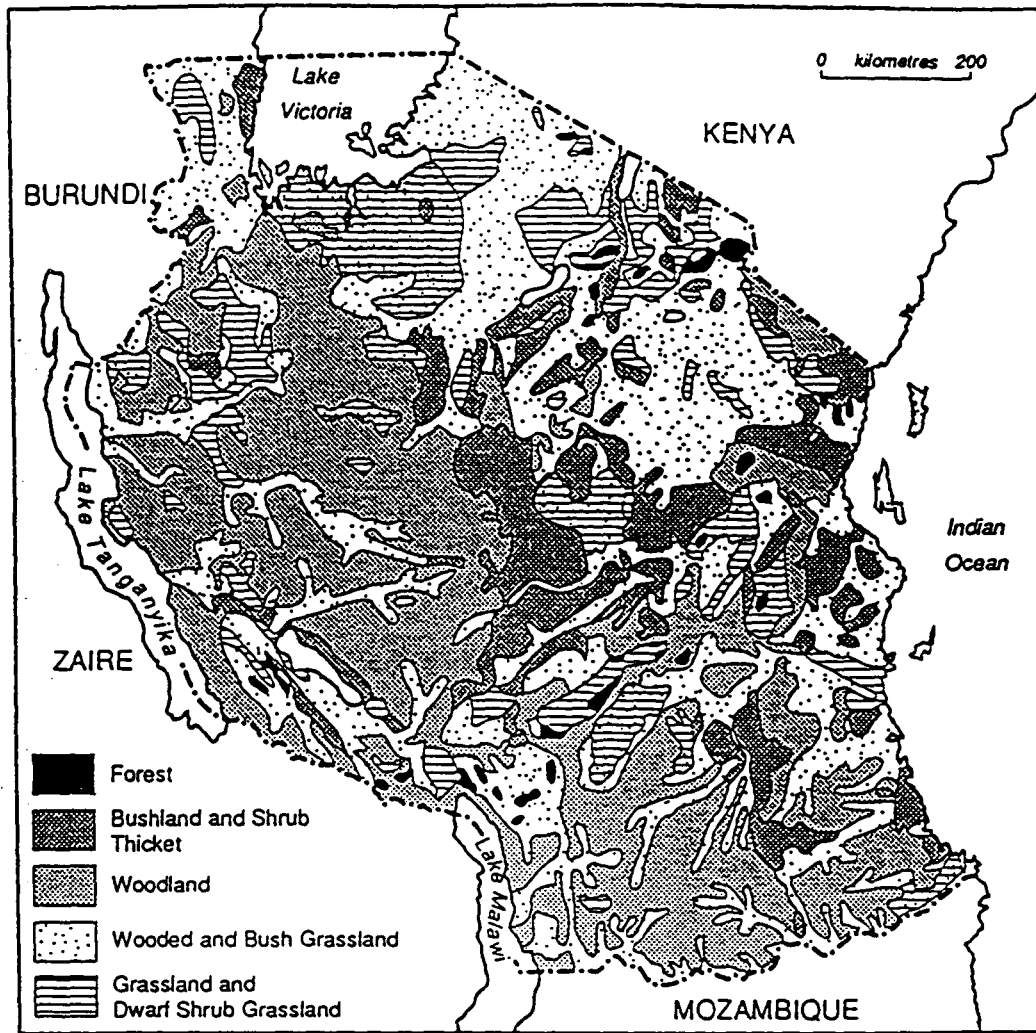 0 kilometres 200
Lake
Victoria
KENYA
BURUNDI
Lake Tanganyika
Indian
Ocean
ZAIRE
Forest
Bushland and Shrub
Thicket
Woodland
Wooded and Bush Grassland
Grassland and
Dwarf Shrub Grassland
Lake Malawi
MOZAMBIQUE